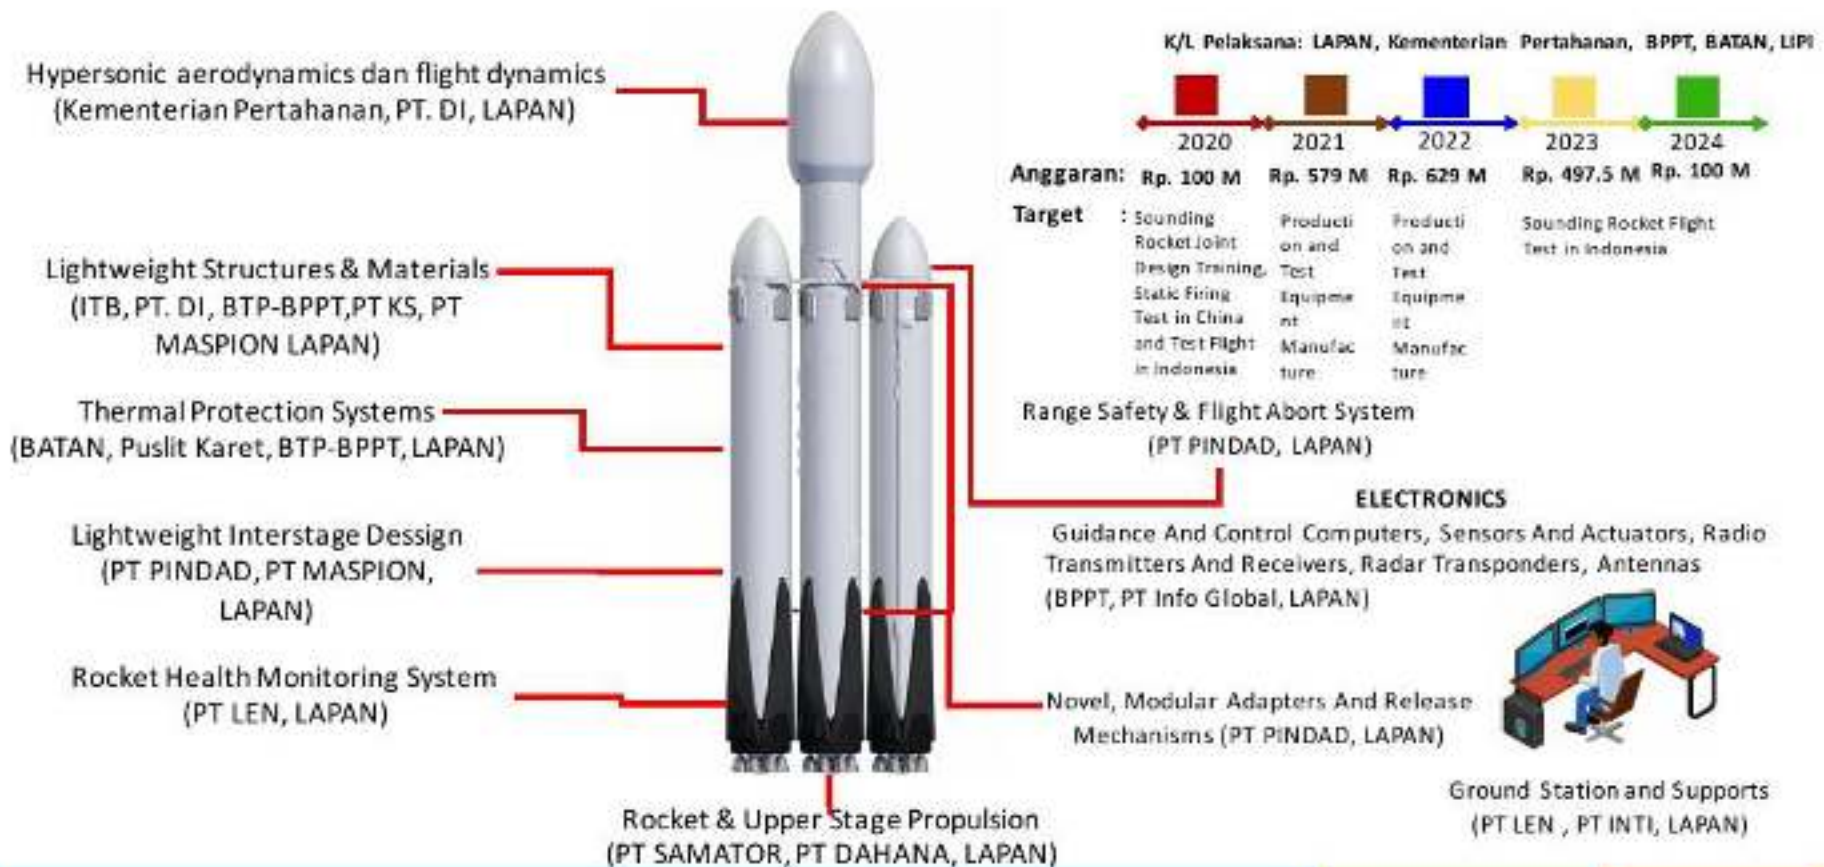 Hypersonic aerodynamics dan flight dynamics
(Kementerian Pertahanan, PT. DI, LAPAN)
Lightweight Structures & Materials
(ITB, PT. DI, BTP-BPPT,PT KS, PT
MASPION LAPAN)
Thermal Protection Systems
(BATAN, Puslit Karet, BTP-BPPT, LAPAN)
Lightweight Interstage Dessign
(PT PINDAD, PT MASPION,
LAPAN)
Rocket Health Monitoring System
(PT LEN, LAPAN)
Rocket & Upper Stage Propulsion
(PT SAMATOR, PT DAHANA, LAPAN)
K/L Pelaksana: LAPAN, Kementerian Pertahanan, BPPT, BATAN, LIPI
2020 2021 2022 2023 2024
Anggaran: Rp. 100 M Rp. 579 M Rp. 629 M Rp. 497.5 M Rp. 100 M
Target :
Sounding
Rocket Joint
Design Training,
Static Firing
Test in China
and Test Flight
in Indonesia
Producti
on and
Test
Equipme
nt
Manufac
ture
Producti
on and
Test
Equipme
nt
Manufac
ture
Sounding Rocket Flight
Test in Indonesia
Range Safety & Flight Abort System
(PT PINDAD, LAPAN)
ELECTRONICS
Guidance And Control Computers, Sensors And Actuators, Radio
Transmitters And Receivers, Radar Transponders, Antennas
(BPPT, PT Info Global, LAPAN)
Novel, Modular Adapters And Release
Mechanisms (PT PINDAD, LAPAN)
Ground Station and Supports
(PT LEN , PT INTI, LAPAN)